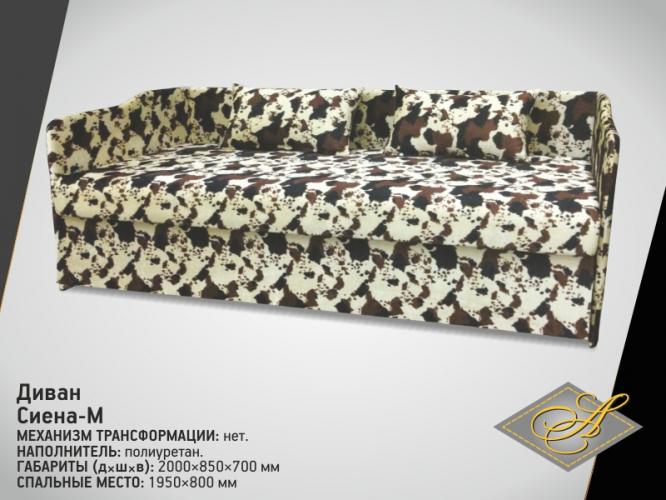 Диван
Сиена-М
МЕХАНИЗМ ТРАНСФОРМАЦИИ: нет.
НАПОЛНИТЕЛЬ: полиуретан.
ГАБАРИТЫ (д×ш×в): 2000×850×700 мм
СПАЛЬНЫЕ МЕСТО: 1950×800 мм
А